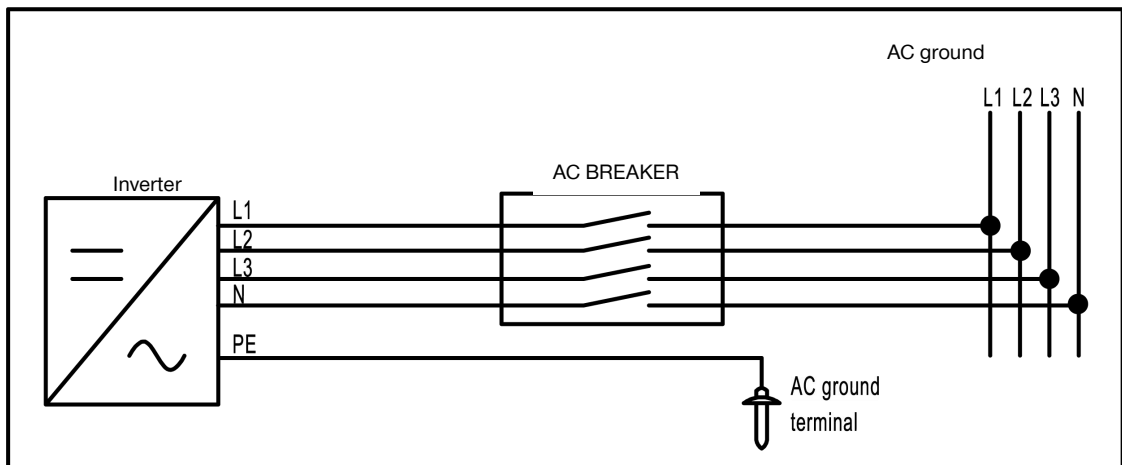 AC ground
L1 L2 L3 N
AC BREAKER
Inverter
L1
L2
L3
N
PE
AC ground
terminal